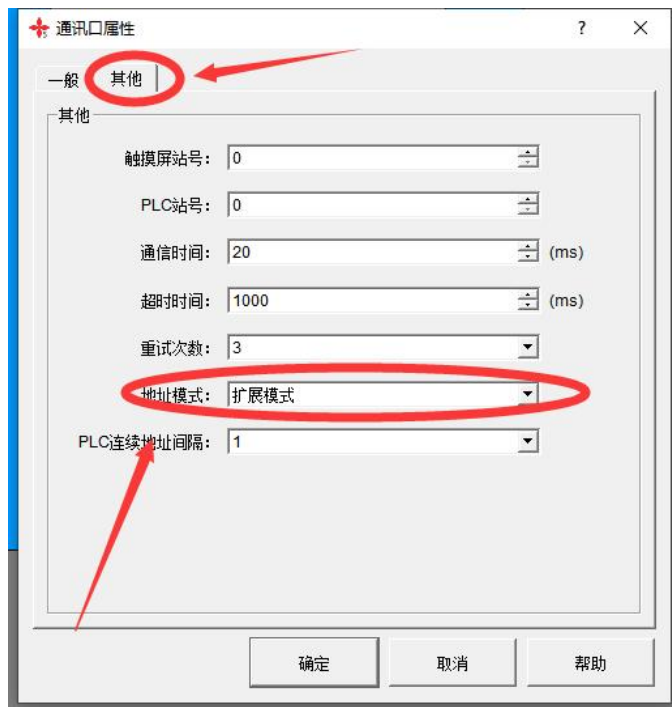 通讯口属性
一般 其他
其他
触摸屏站号: 0
PLC站号: 0
通信时间: 20 (ms)
超时时间: 1000 (ms)
重试次数: 3
地址模式: 扩展模式
PLC连续地址间隔: 1
确定 取消 帮助